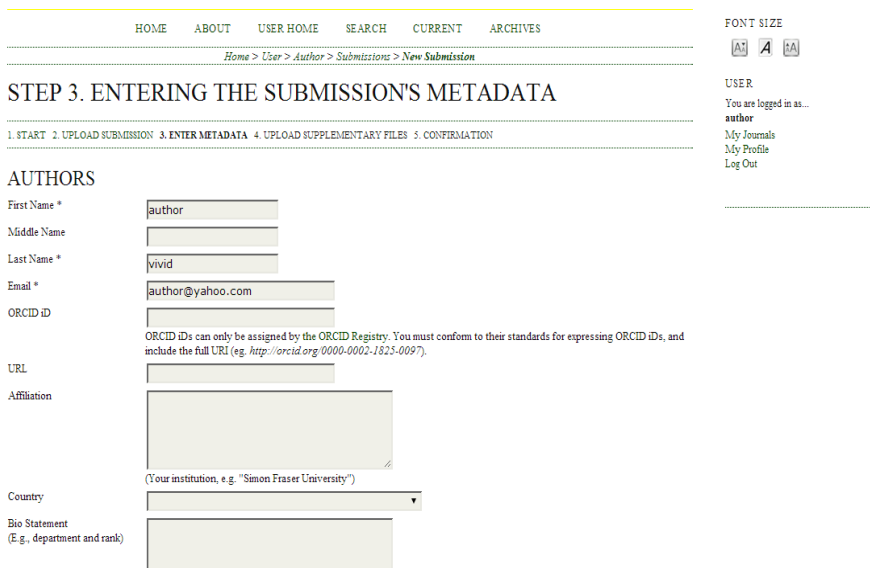 HOME ABOUT USER HOME SEARCH CURRENT ARCHIVES
Home > User > Author > Submissions > New Submission
STEP 3. ENTERING THE SUBMISSION'S METADATA
1. START 2. UPLOAD SUBMISSION 3. ENTER METADATA 4. UPLOAD SUPPLEMENTARY FILES 5. CONFIRMATION
AUTHORS
First Name * author
Middle Name
Last Name * vivid
Email * author@yahoo.com
ORCID iD
ORCID iDs can only be assigned by the ORCID Registry. You must conform to their standards for expressing ORCID iDs, and
include the full URI (eg. http://orcid.org/0000-0002-1825-0097).
URL
Affiliation
(Your institution, e.g. "Simon Fraser University")
Country
Bio Statement
(E.g., department and rank)
FONT SIZE
A A A
USER
You are logged in as...
author
My Journals
My Profile
Log Out